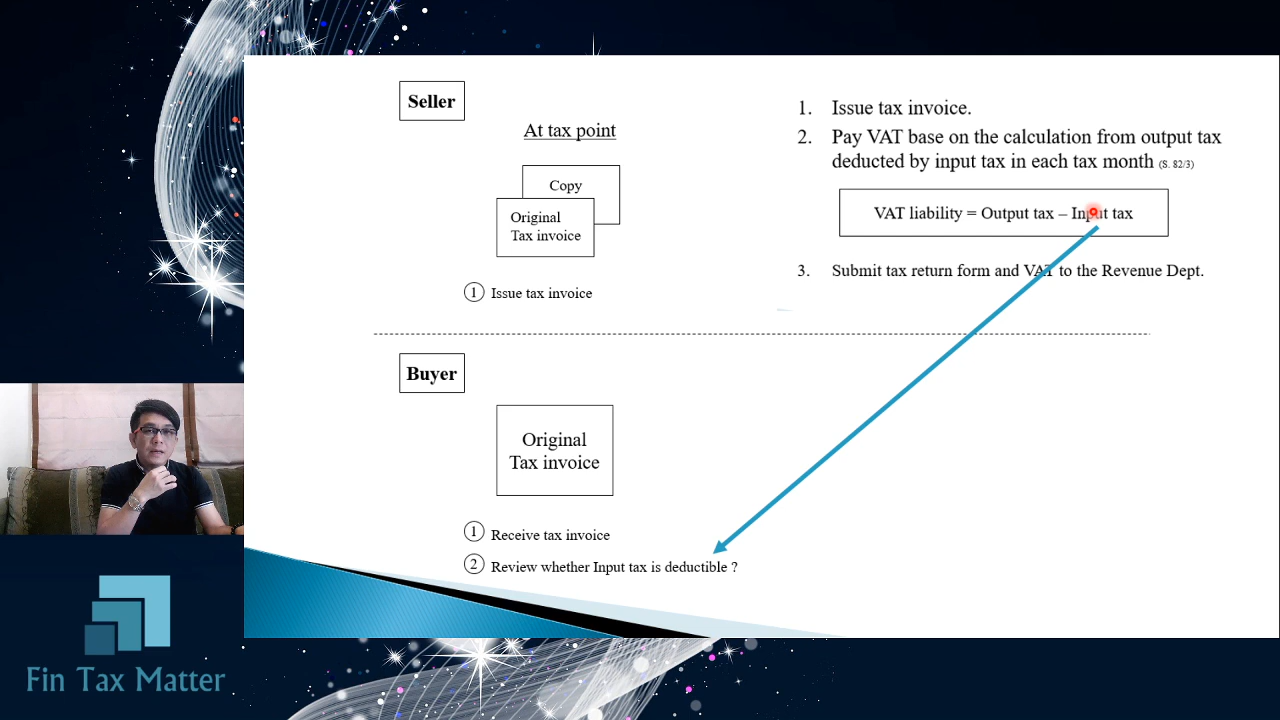 Seller
At tax point
Copy
Original
Tax invoice
① Issue tax invoice
1. Issue tax invoice.
2. Pay VAT base on the calculation from output tax
deducted by input tax in each tax month (S. 82/3)
VAT liability = Output tax – Input tax
3. Submit tax return form and VAT to the Revenue Dept.
Buyer
Original
Tax invoice
① Receive tax invoice
② Review whether Input tax is deductible ?
Fin Tax Matter